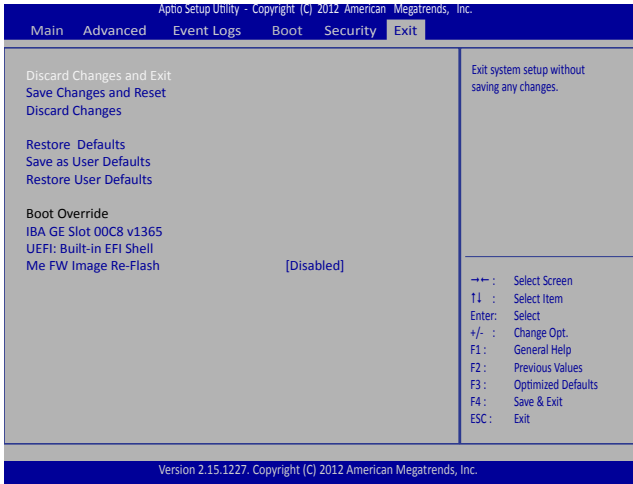 Aptio Setup Utility - Copyright (C) 2012 American Megatrends, Inc.
Main Advanced Event Logs Boot Security Exit
Discard Changes and Exit
Save Changes and Reset
Discard Changes
Restore Defaults
Save as User Defaults
Restore User Defaults
Boot Override
IBA GE Slot 00C8 v1365
UEFI: Built-in EFI Shell
Me FW Image Re-Flash [Disabled]
Exit system setup without
saving any changes.
→← : Select Screen
↑↓ : Select Item
Enter: Select
+/- : Change Opt.
F1 : General Help
F2 : Previous Values
F3 : Optimized Defaults
F4 : Save & Exit
ESC : Exit
Version 2.15.1227. Copyright (C) 2012 American Megatrends, Inc.